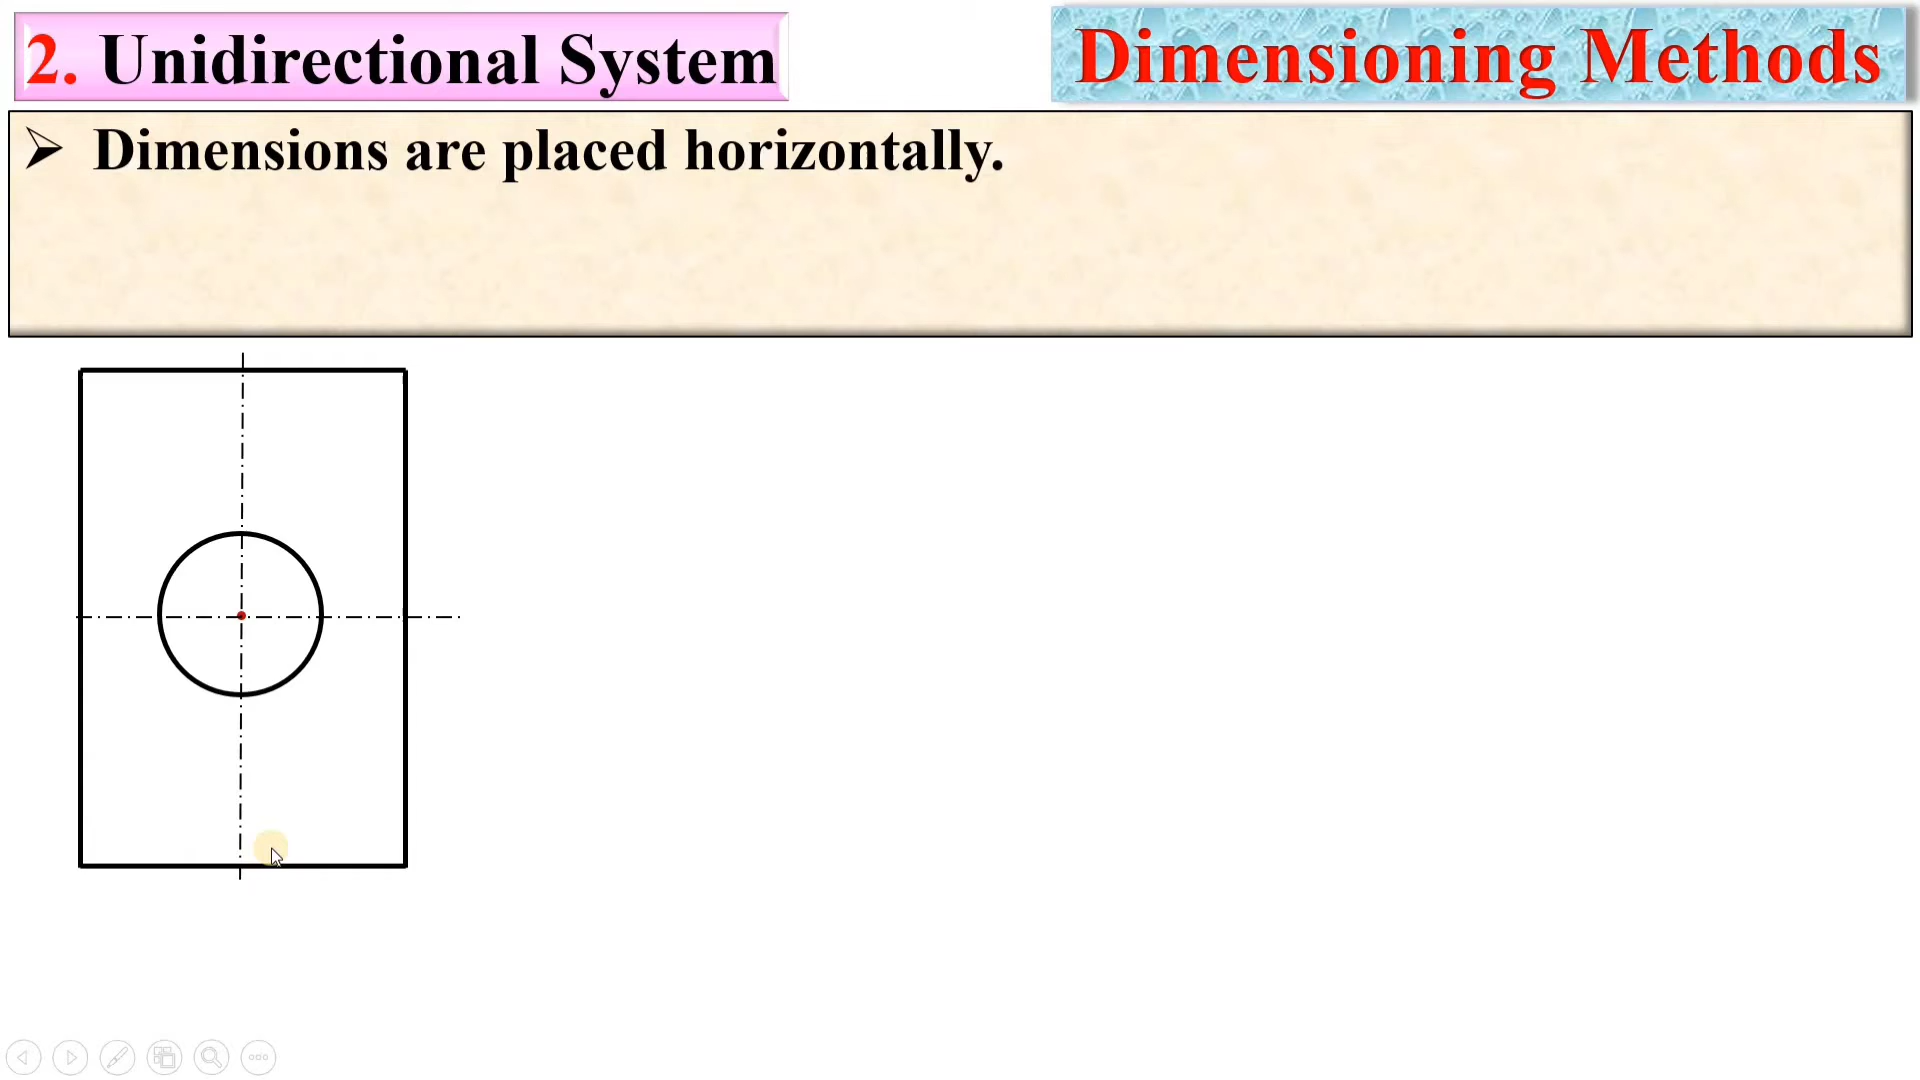 2. Unidirectional System
Dimensioning Methods
➢ Dimensions are placed horizontally.